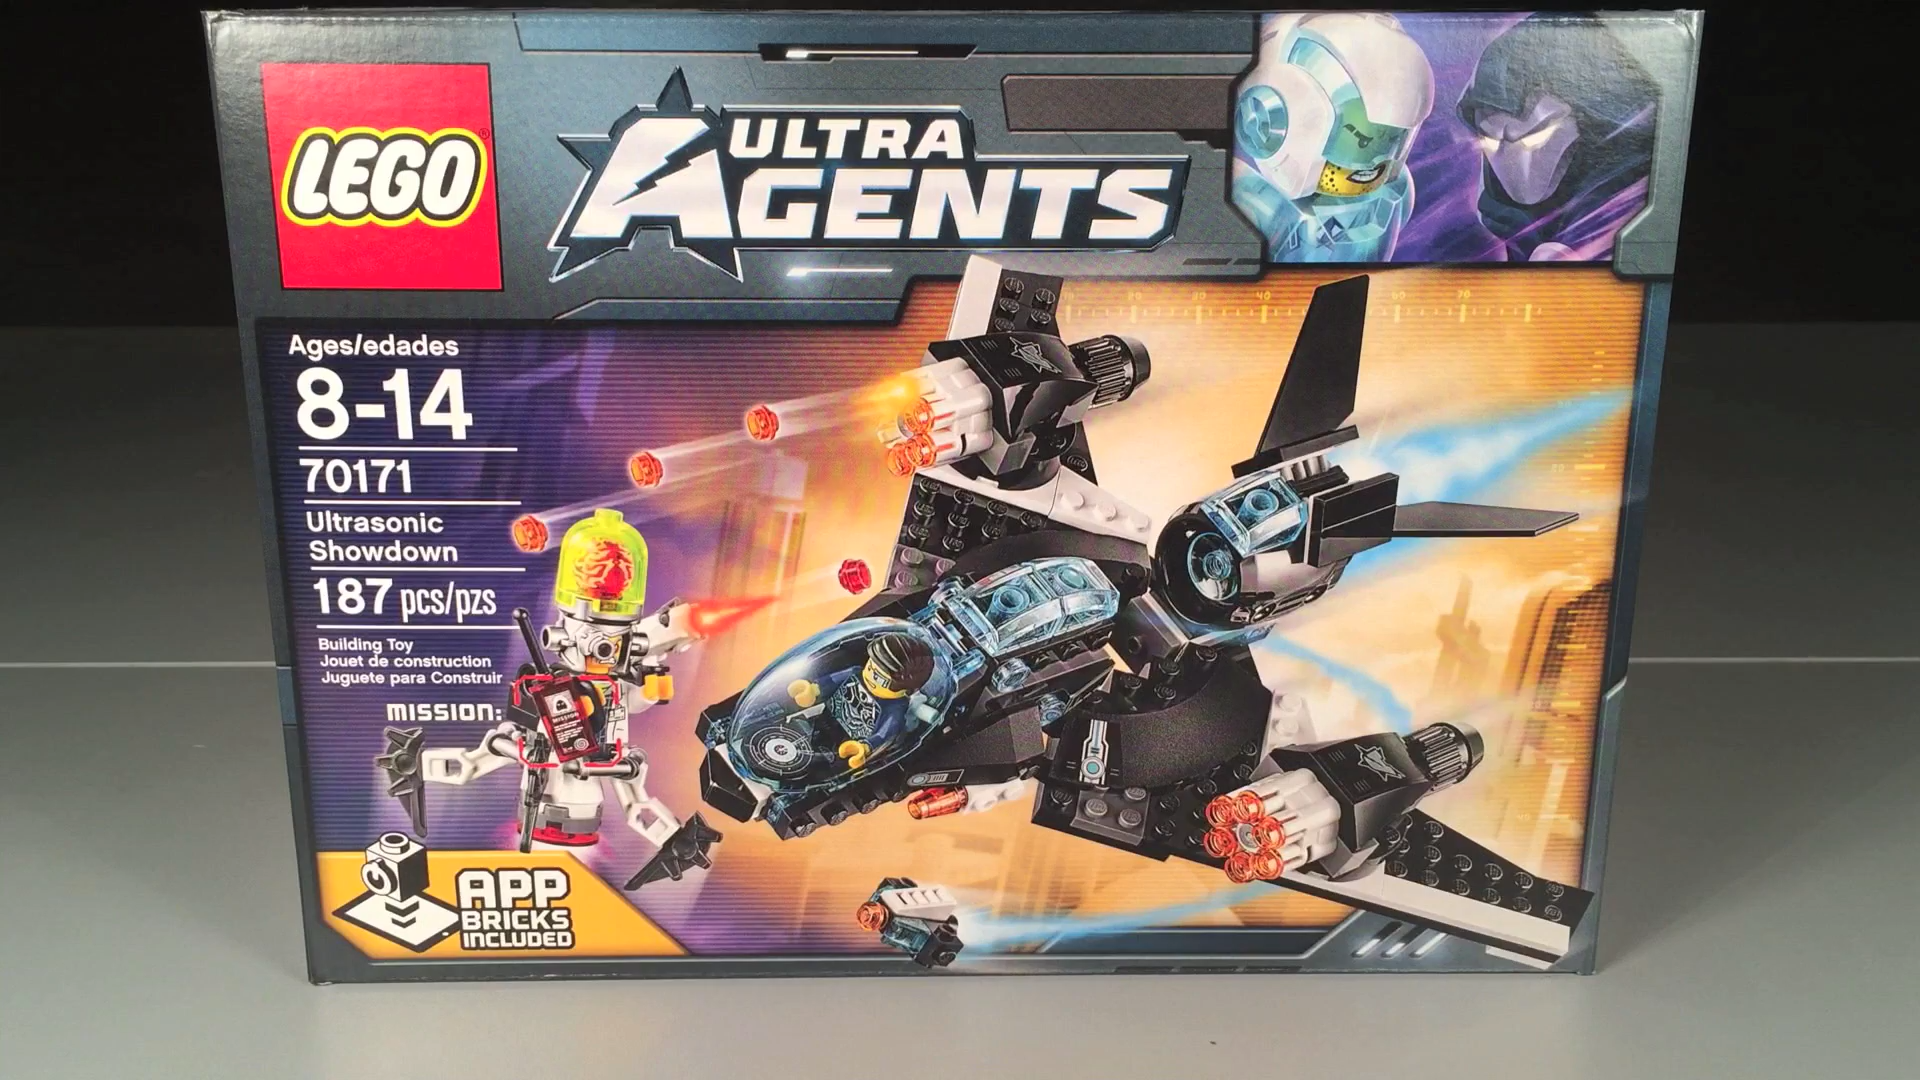 LEGO
ULTRA
AGENTS
Ages/edades
8-14
70171
Ultrasonic
Showdown
187 pcs/pzs
Building Toy
Jouet de construction
Juguete para Construir
MISSION:
MISSION
APP
BRICKS
INCLUDED